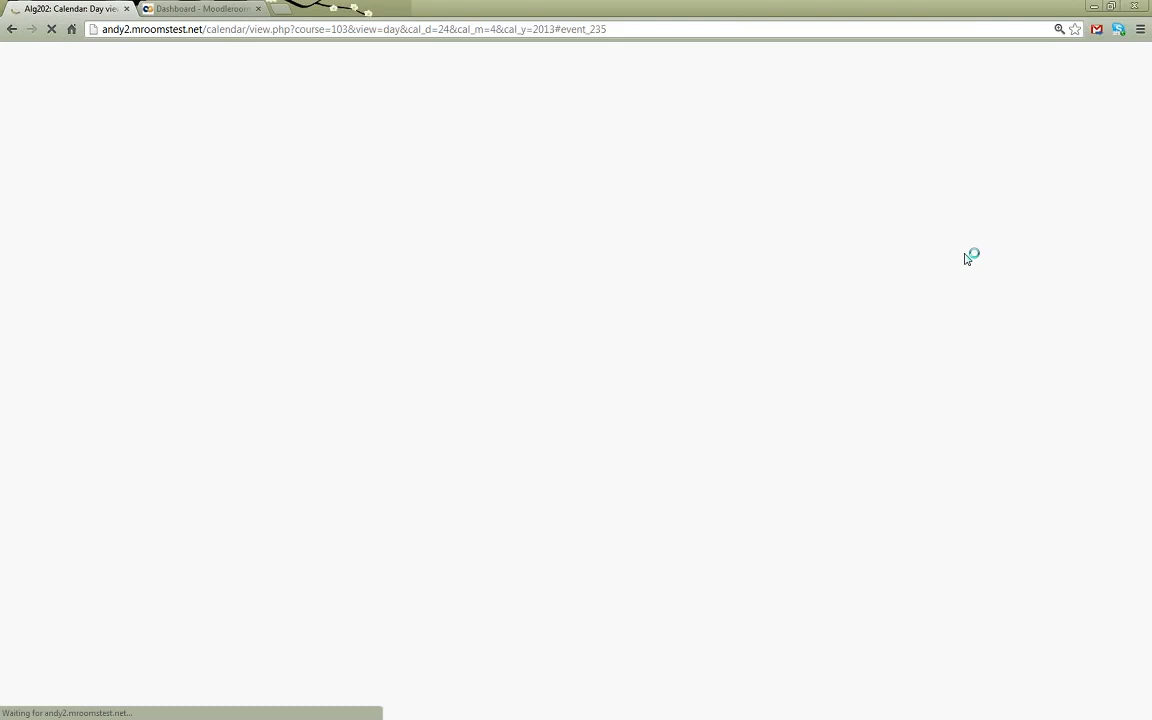 Alg202: Calendar: Day vie
Dashboard - Moodleroom
andy2.mroomstest.net/calendar/view.php?course=103&view=day&cal_d=24&cal_m=4&cal_y=2013#event_235
Waiting for andy2.mroomstest.net...